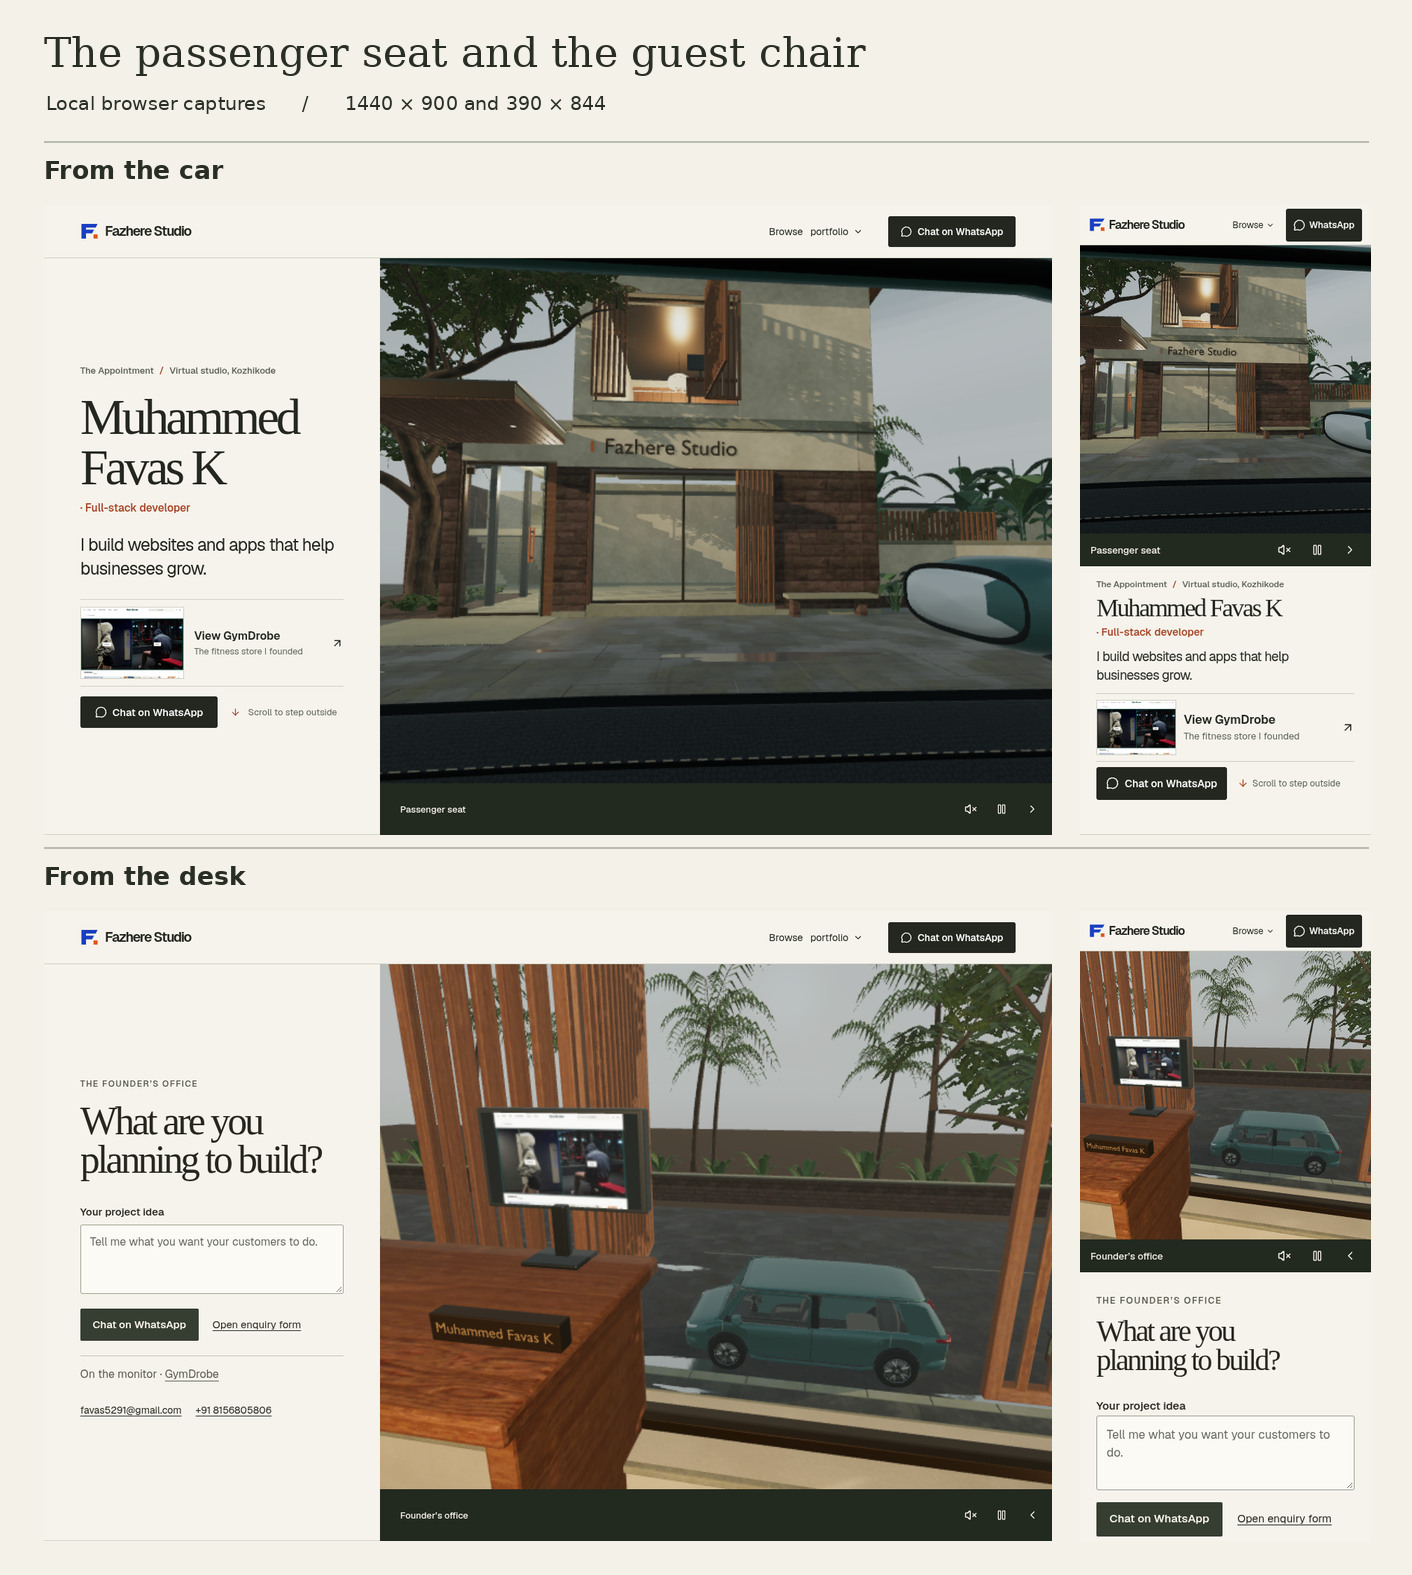 The passenger seat and the guest chair
Local browser captures / 1440 × 900 and 390 × 844
From the car
Fazhere Studio
Browse portfolio
Chat on WhatsApp
The Appointment / Virtual studio, Kozhikode
Muhammed
Favas K
· Full-stack developer
I build websites and apps that help
businesses grow.
View GymDrobe
The fitness store I founded
Chat on WhatsApp
Scroll to step outside
Fazhere Studio
Passenger seat
Fazhere Studio
Browse
WhatsApp
Fazhere Studio
Passenger seat
The Appointment / Virtual studio, Kozhikode
Muhammed Favas K
· Full-stack developer
I build websites and apps that help
businesses grow.
View GymDrobe
The fitness store I founded
Chat on WhatsApp
Scroll to step outside
From the desk
Fazhere Studio
Browse portfolio
Chat on WhatsApp
THE FOUNDER'S OFFICE
What are you
planning to build?
Your project idea
Tell me what you want your customers to do.
Chat on WhatsApp
Open enquiry form
On the monitor · GymDrobe
favas5291@gmail.com
+91 8156805806
Muhammed Favas K
Founder's office
Fazhere Studio
Browse
WhatsApp
Muhammed Favas K
Founder's office
THE FOUNDER'S OFFICE
What are you
planning to build?
Your project idea
Tell me what you want your customers to
do.
Chat on WhatsApp
Open enquiry form